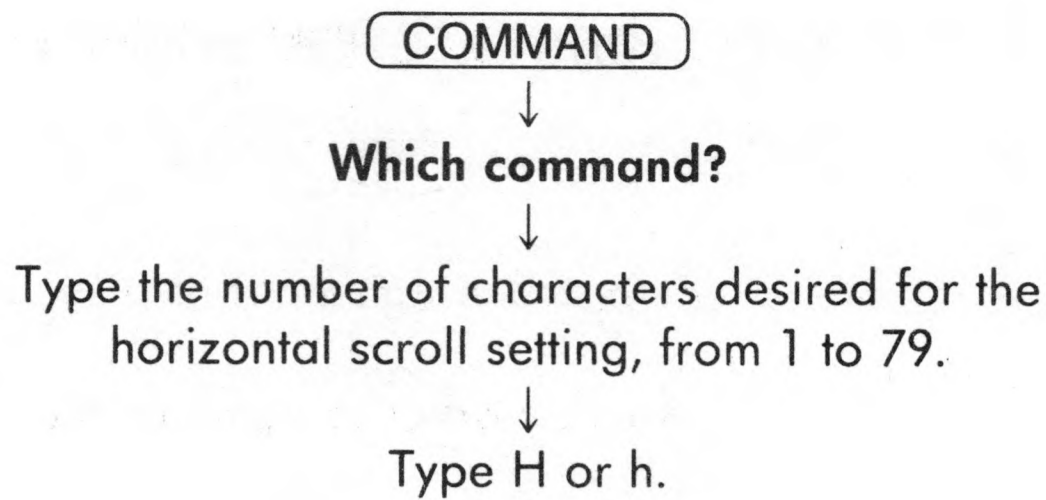 COMMAND
Which command?
Type the number of characters desired for the
horizontal scroll setting, from 1 to 79.
Type H or h.